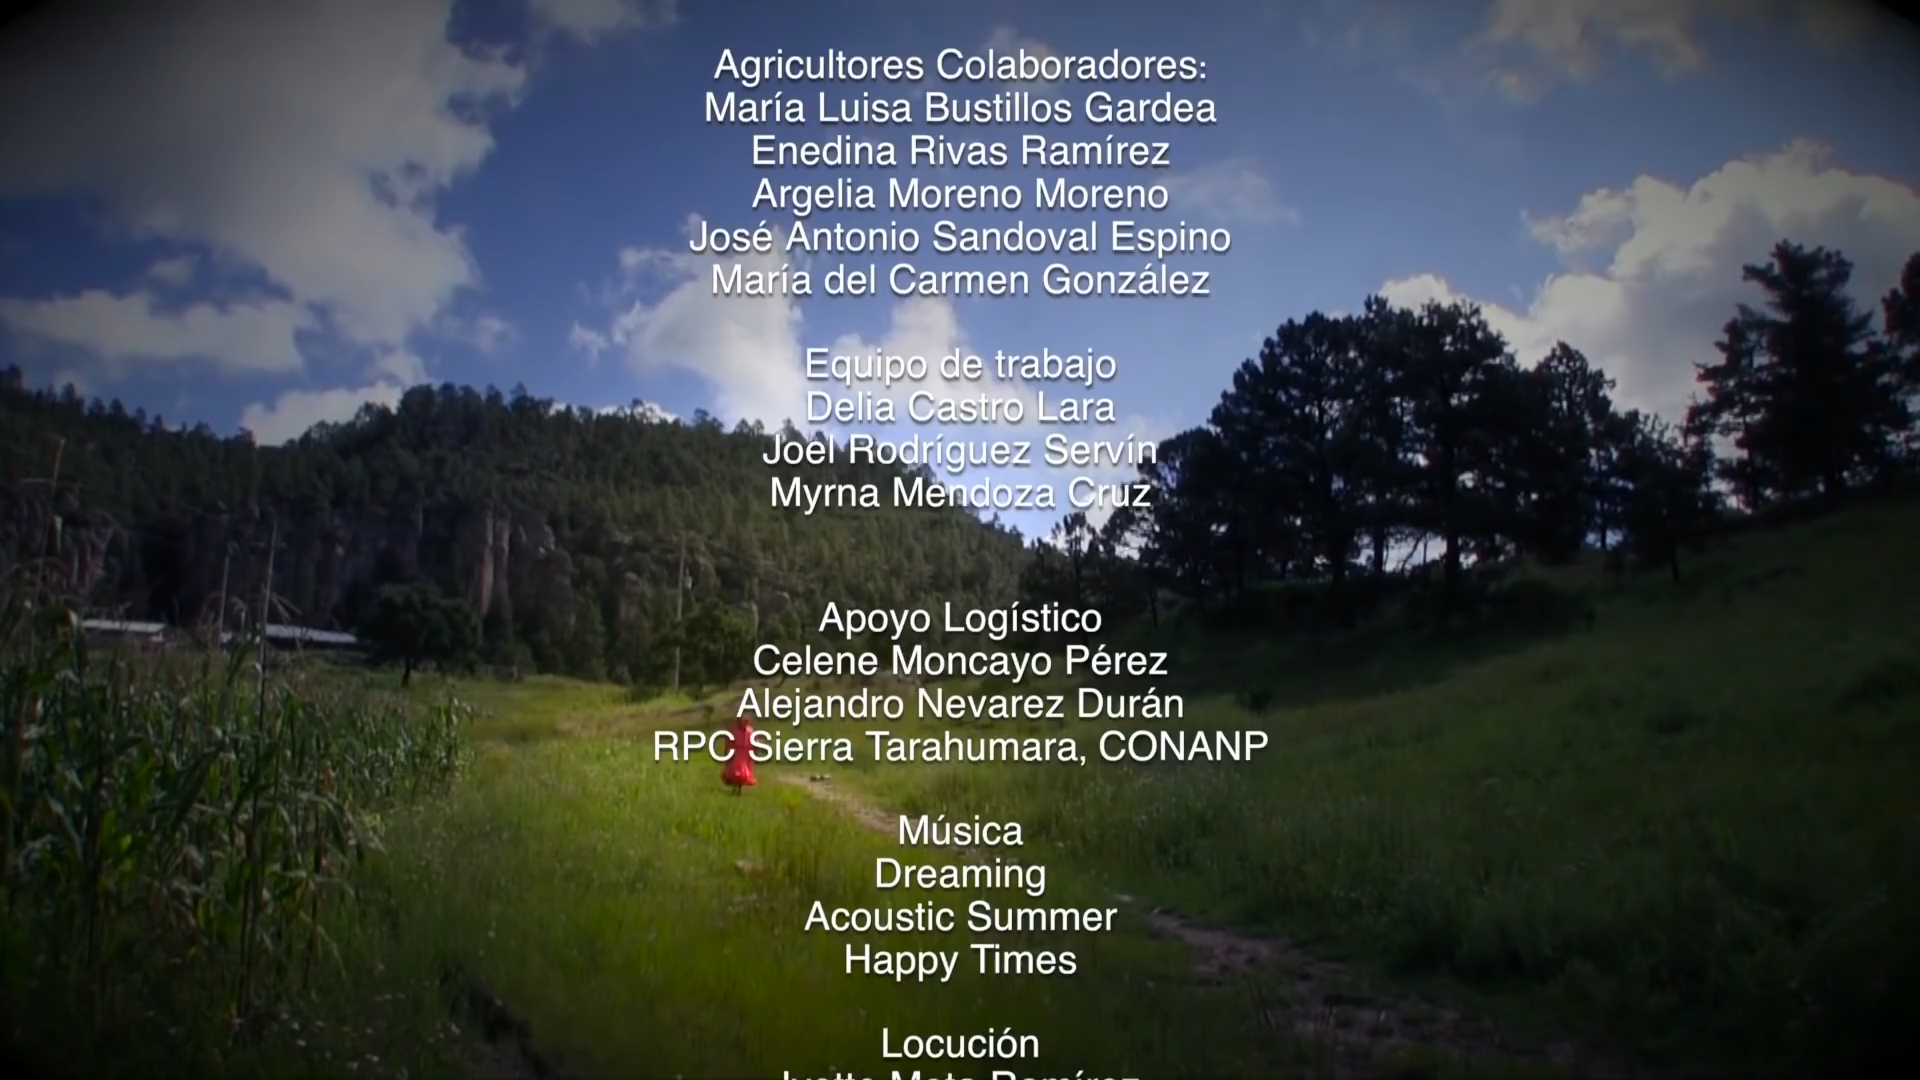 Agricultores Colaboradores:
María Luisa Bustillos Gardea
Enedina Rivas Ramírez
Argelia Moreno Moreno
José Antonio Sandoval Espino
María del Carmen González
Equipo de trabajo
Delia Castro Lara
Joel Rodríguez Servín
Myrna Mendoza Cruz
Apoyo Logístico
Celene Moncayo Pérez
Alejandro Nevarez Durán
RPC Sierra Tarahumara, CONANP
Música
Dreaming
Acoustic Summer
Happy Times
Locución